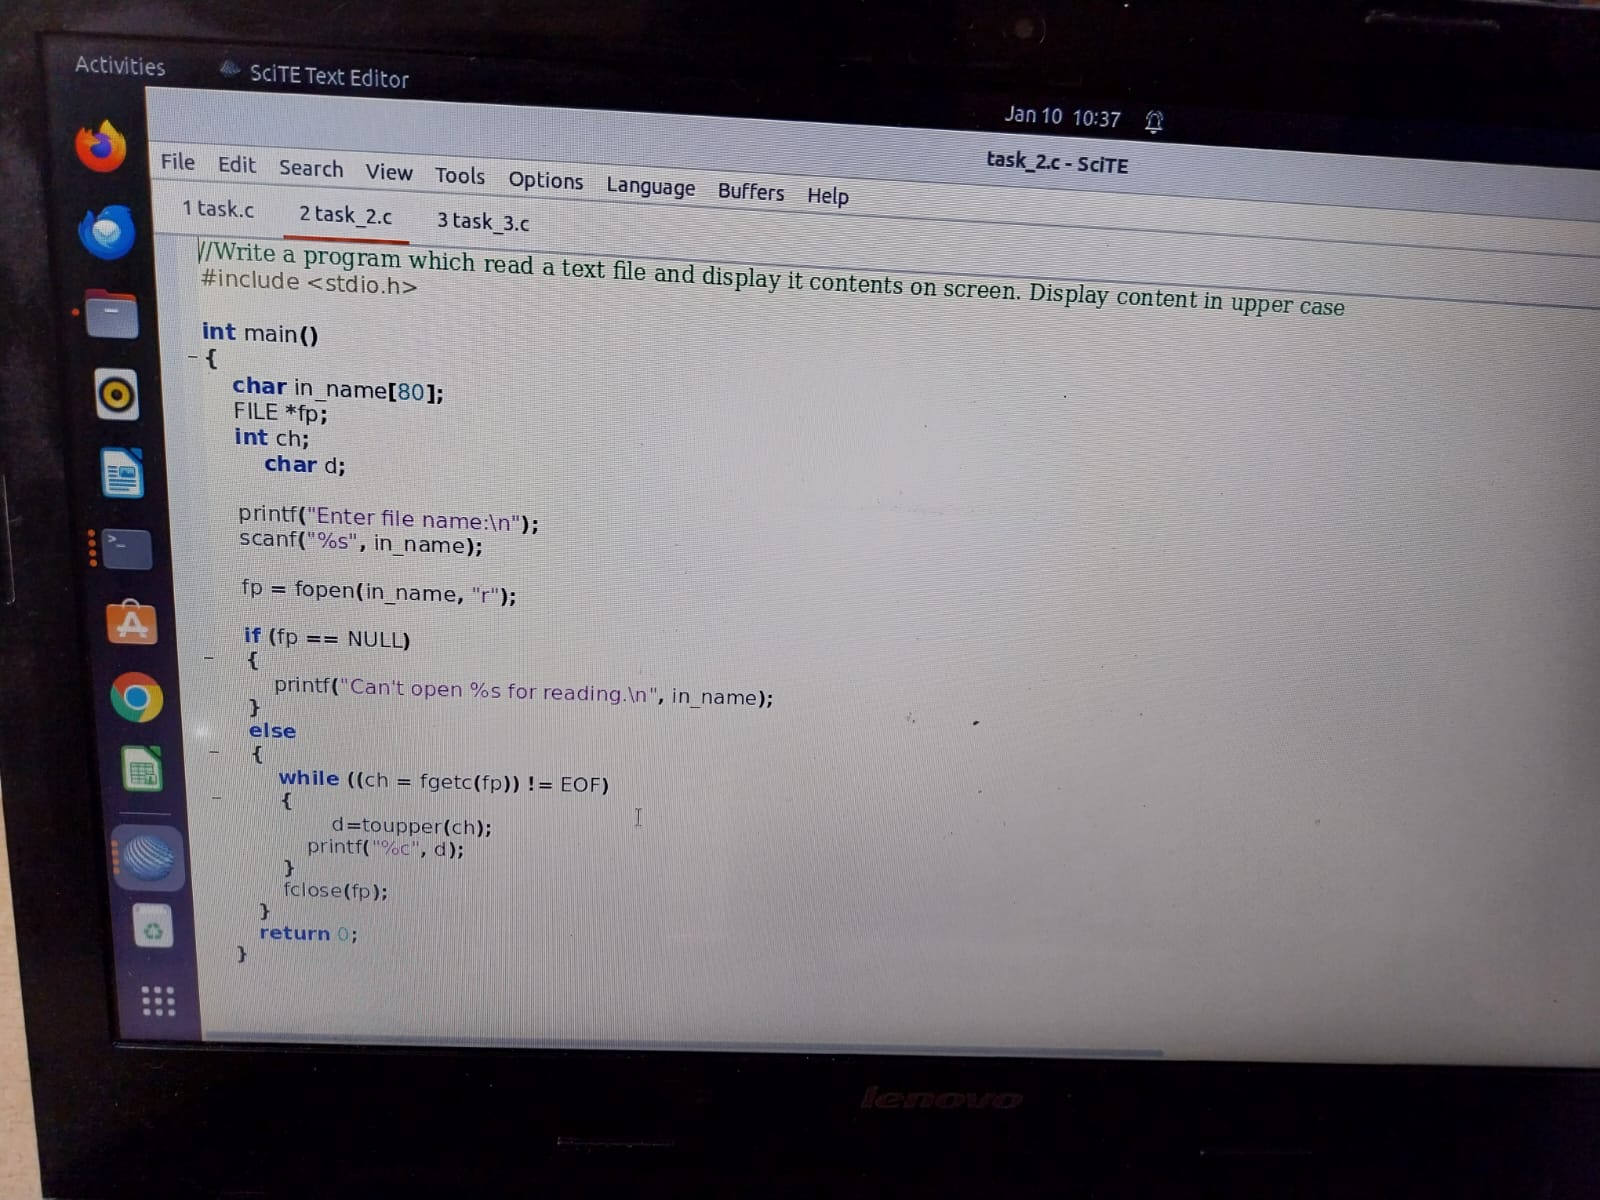 Activities
SciTE Text Editor
Jan 10 10:37
task_2.c - SciTE
File Edit Search View Tools Options Language Buffers Help
1 task.c 2 task_2.c 3 task_3.c
//Write a program which read a text file and display it contents on screen. Display content in upper case
#include <stdio.h>
int main()
{
char in_name[80];
FILE *fp;
int ch;
char d;
printf("Enter file name:\n");
scanf("%s", in_name);
fp = fopen(in_name, "r");
if (fp == NULL)
{
printf("Can't open %s for reading.\n", in_name);
}
else
{
while ((ch = fgetc(fp)) != EOF)
{
d=toupper(ch);
printf("%c", d);
}
fclose(fp);
}
return 0;
}
lenovo